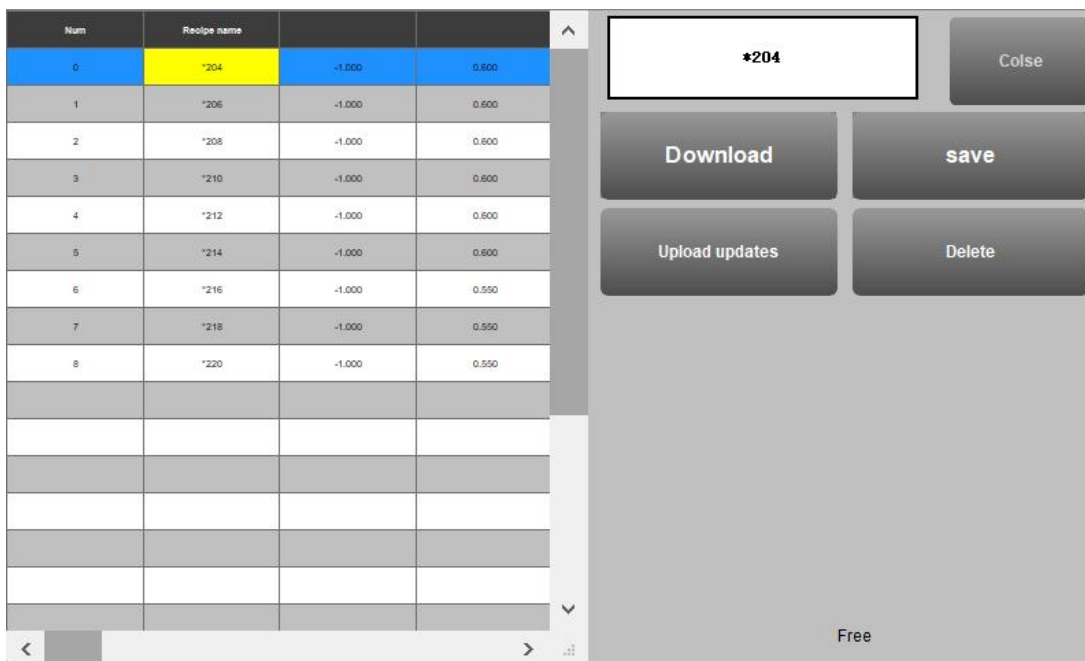 Num Recipe name
0 *204 -1.000 0.600
1 *206 -1.000 0.600
2 *208 -1.000 0.600
3 *210 -1.000 0.600
4 *212 -1.000 0.600
5 *214 -1.000 0.600
6 *216 -1.000 0.550
7 *218 -1.000 0.550
8 *220 -1.000 0.550
*204
Colse
Download
save
Upload updates
Delete
Free